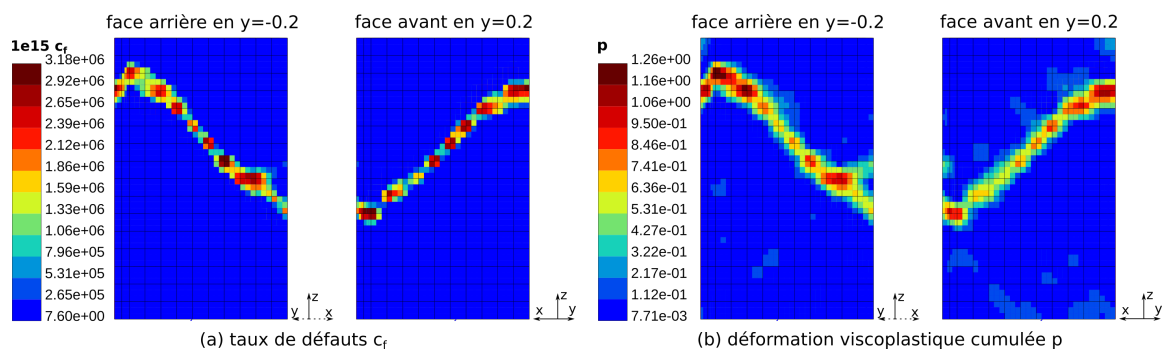 face arrière en y=-0.2
face avant en y=0.2
1e15 c_f
3.18e+06
2.92e+06
2.65e+06
2.39e+06
2.12e+06
1.86e+06
1.59e+06
1.33e+06
1.06e+06
7.96e+05
5.31e+05
2.65e+05
7.60e+00
y x z
x y z
(a) taux de défauts c_f
face arrière en y=-0.2
face avant en y=0.2
p
1.26e+00
1.16e+00
1.06e+00
9.50e-01
8.46e-01
7.41e-01
6.36e-01
5.31e-01
4.27e-01
3.22e-01
2.17e-01
1.12e-01
7.71e-03
y x z
x y z
(b) déformation viscoplastique cumulée p